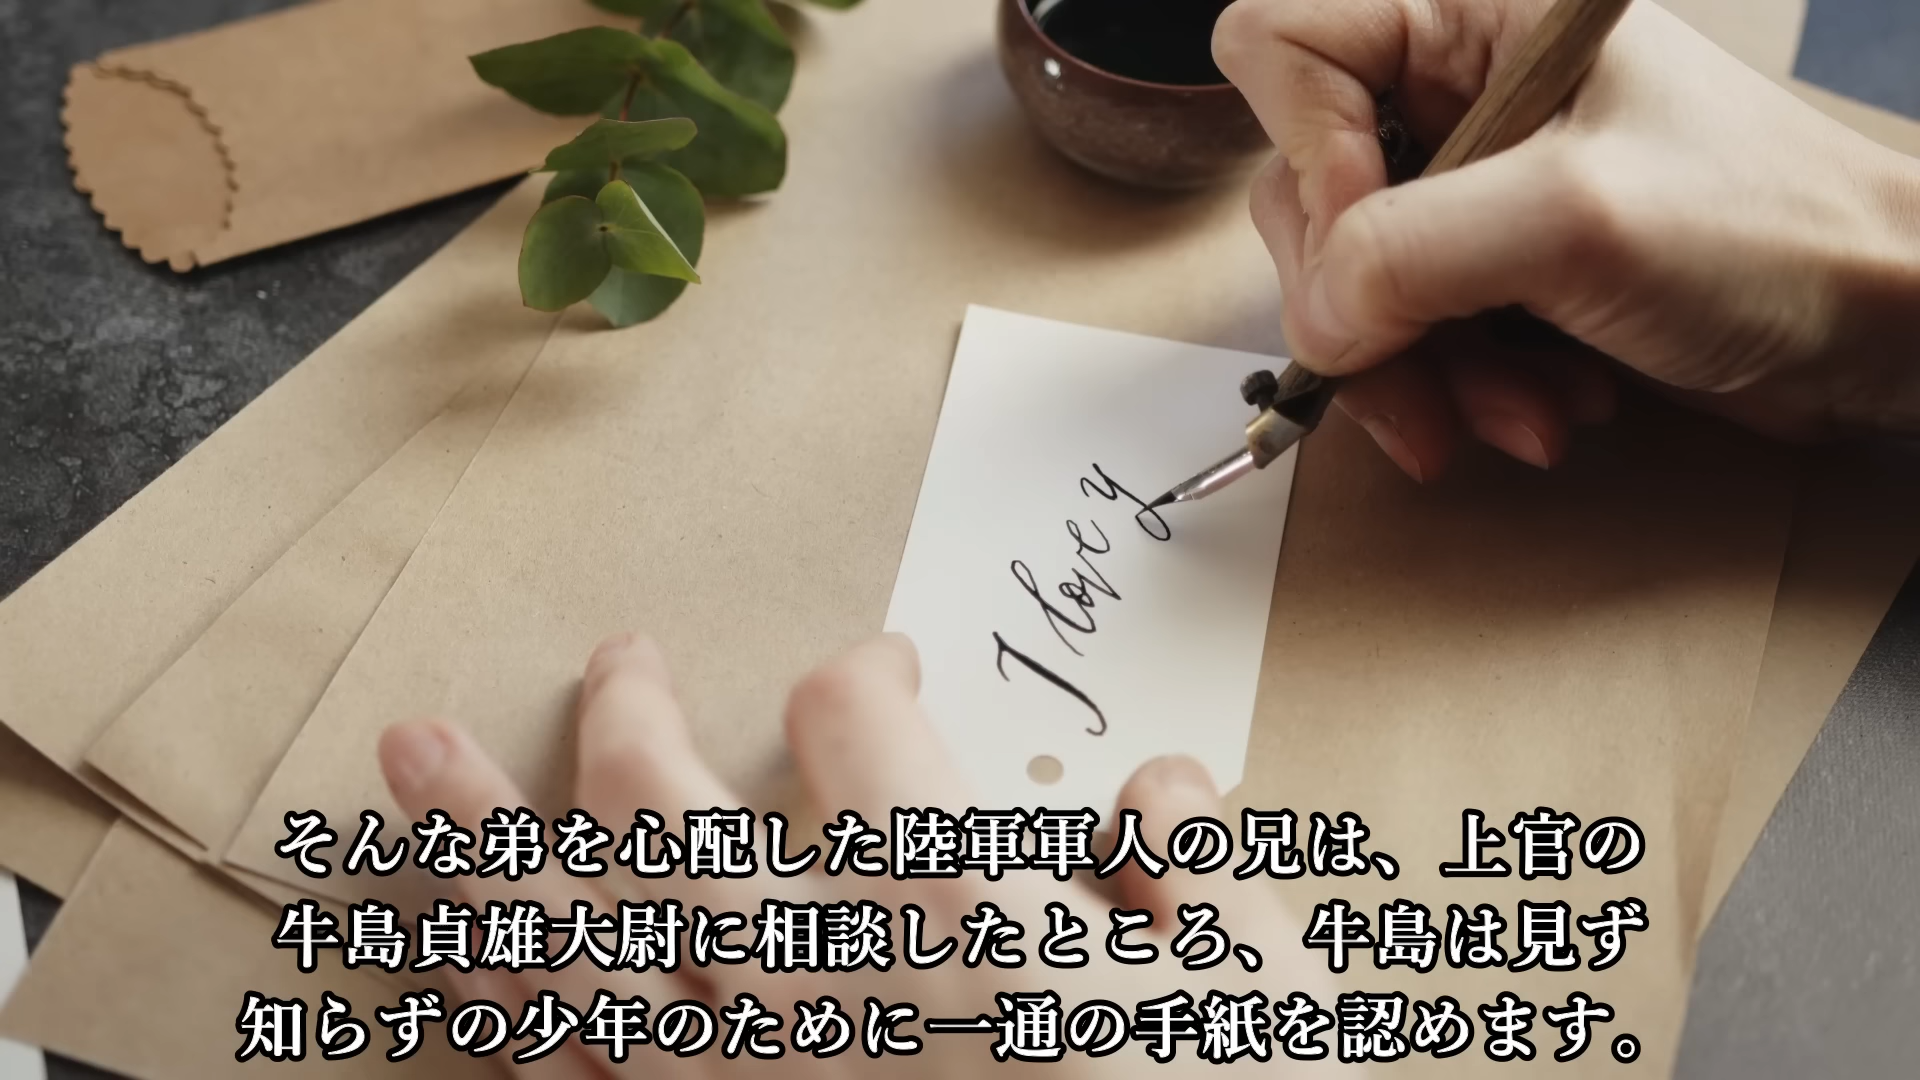 I love y
そんな弟を心配した陸軍軍人の兄は、上官の
牛島貞雄大尉に相談したところ、牛島は見ず
知らずの少年のために一通の手紙を認めます。